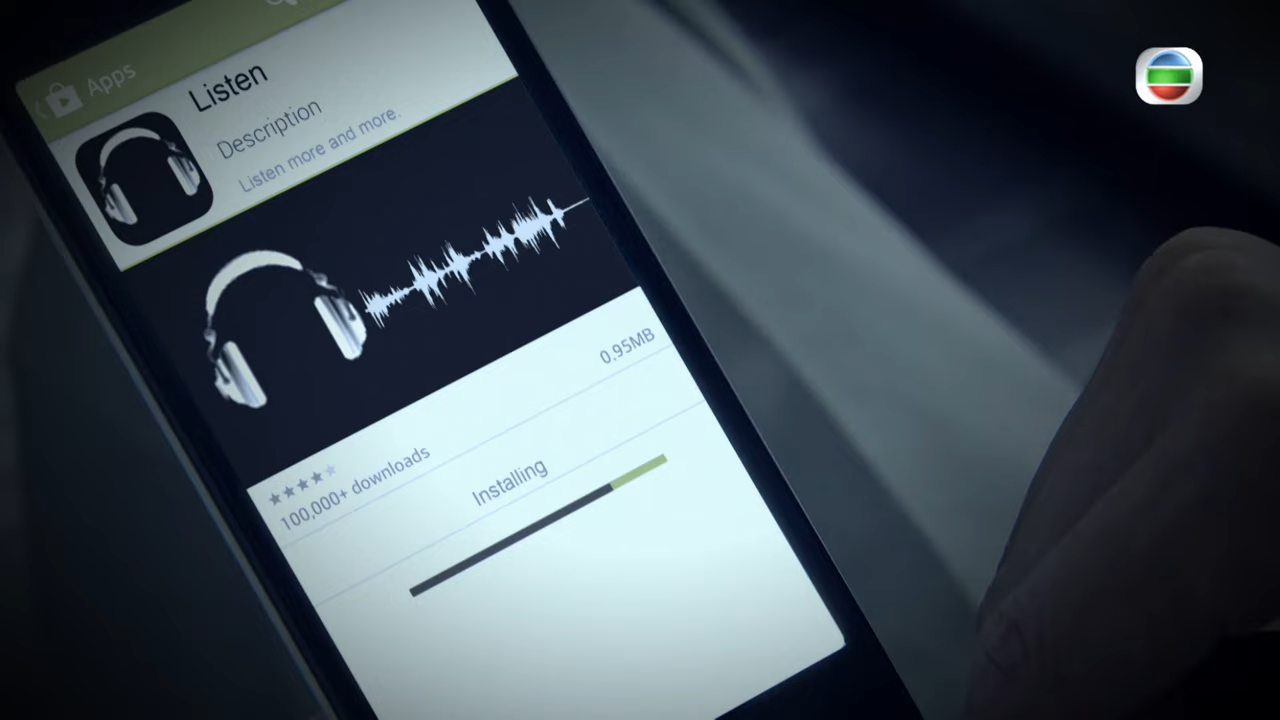 Apps
Listen
Description
Listen more and more.
0.95MB
100,000+ downloads
Installing